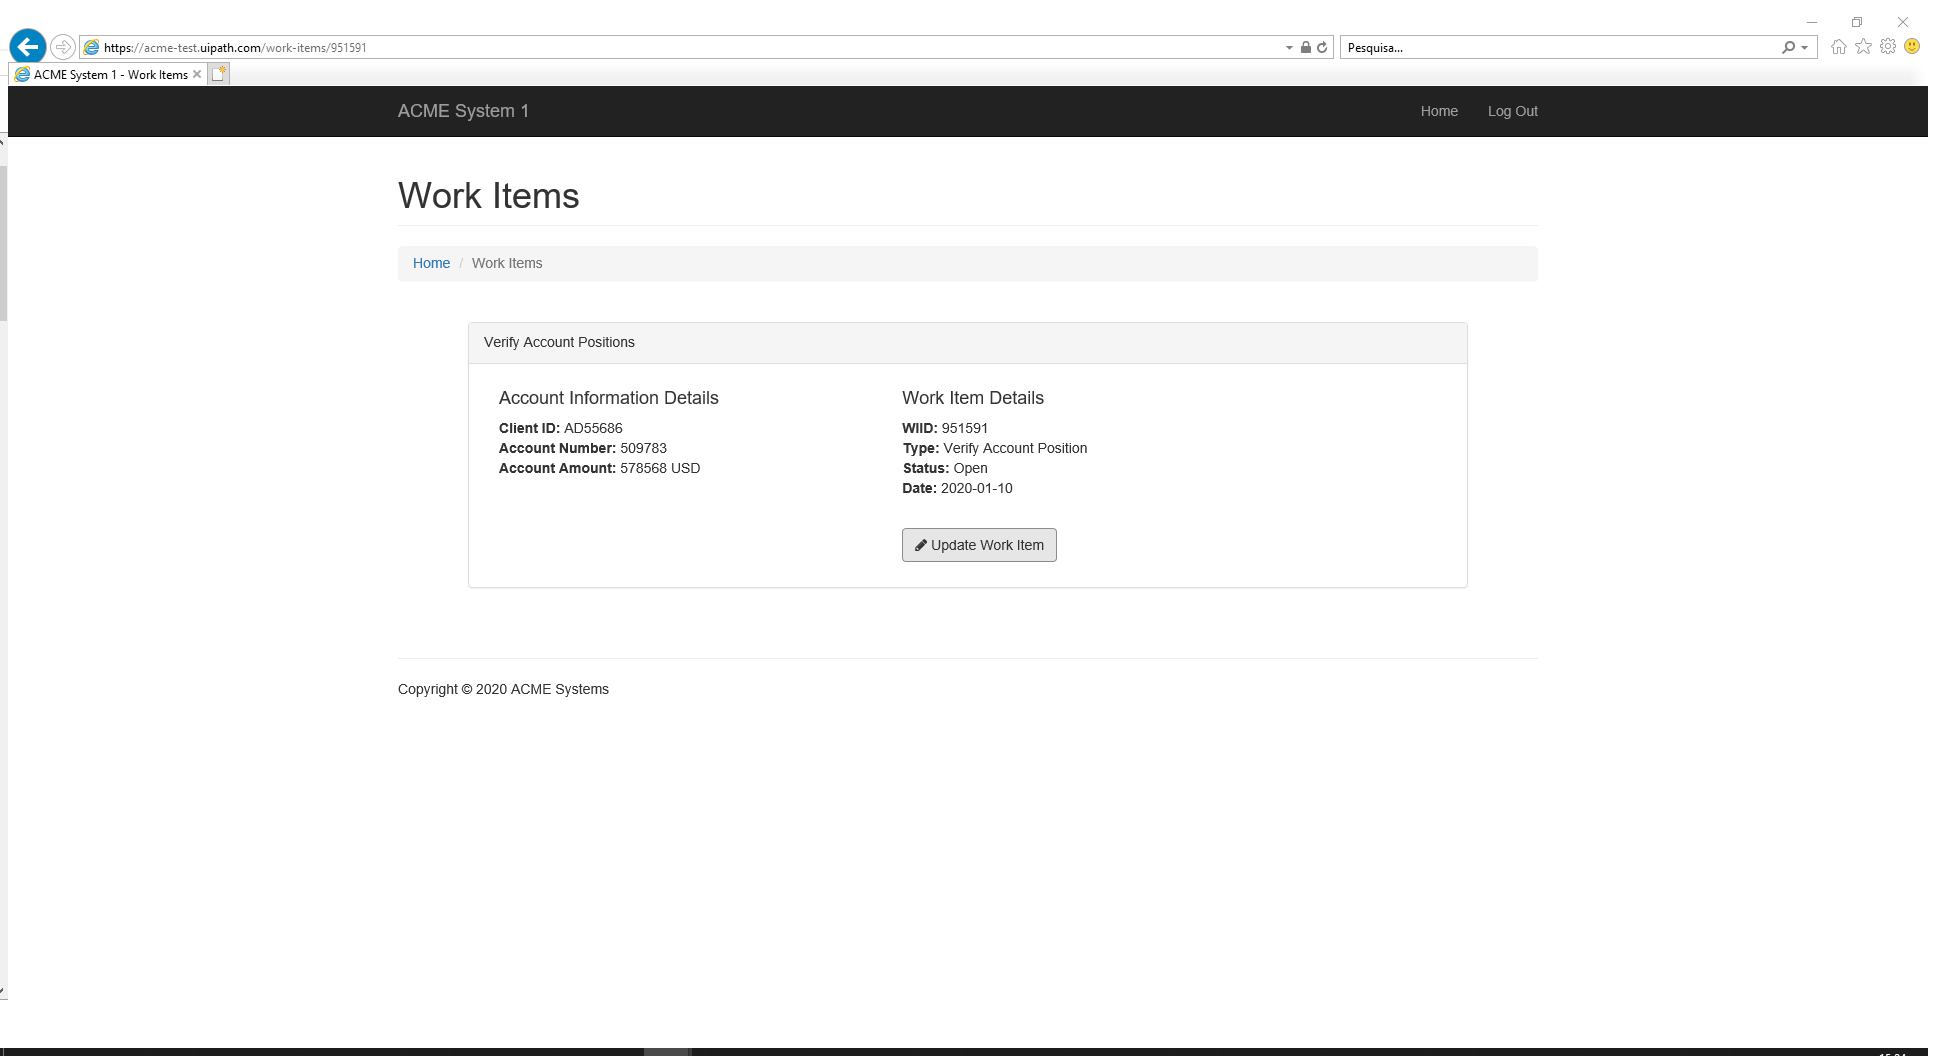 https://acme-test.uipath.com/work-items/951591
Pesquisa...
ACME System 1 - Work Items
ACME System 1
Home
Log Out
Work Items
Home / Work Items
Verify Account Positions
Account Information Details
Client ID: AD55686
Account Number: 509783
Account Amount: 578568 USD
Work Item Details
WIID: 951591
Type: Verify Account Position
Status: Open
Date: 2020-01-10
Update Work Item
Copyright © 2020 ACME Systems